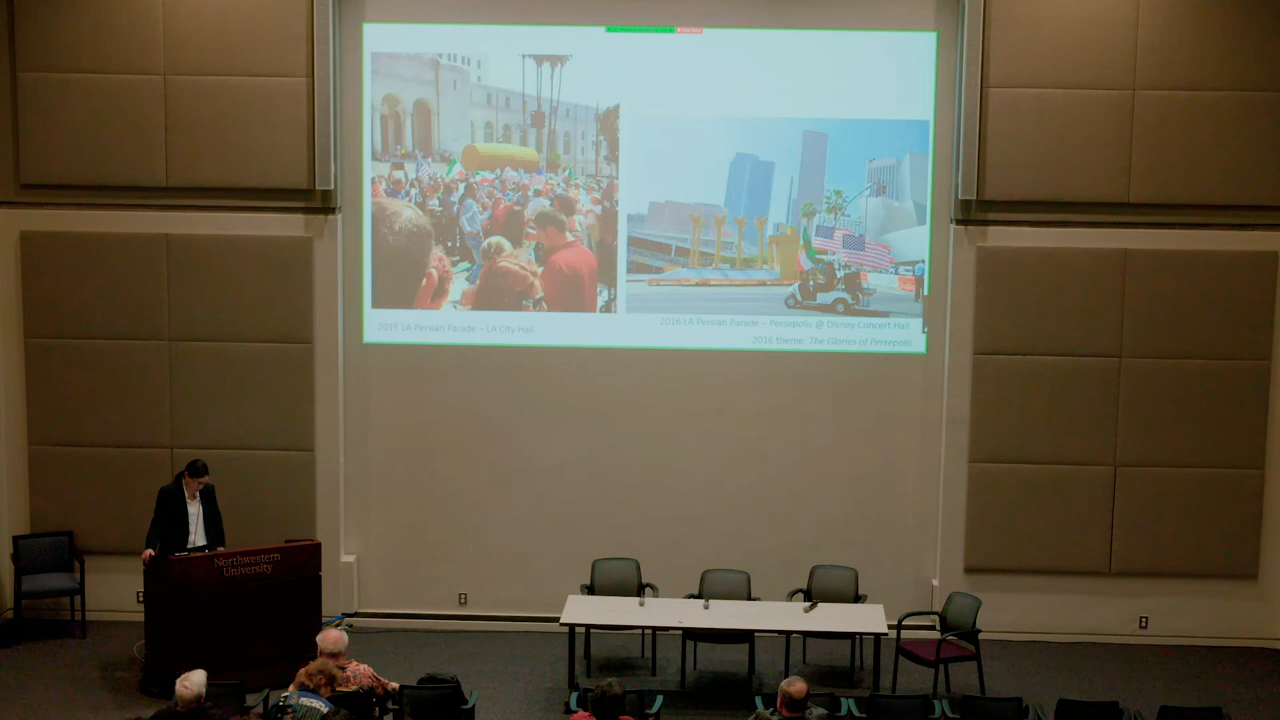 2015 LA Persian Parade – LA City Hall
2016 LA Persian Parade – Persepolis @ Disney Concert Hall
2016 theme: The Glories of Persepolis
Northwestern
University